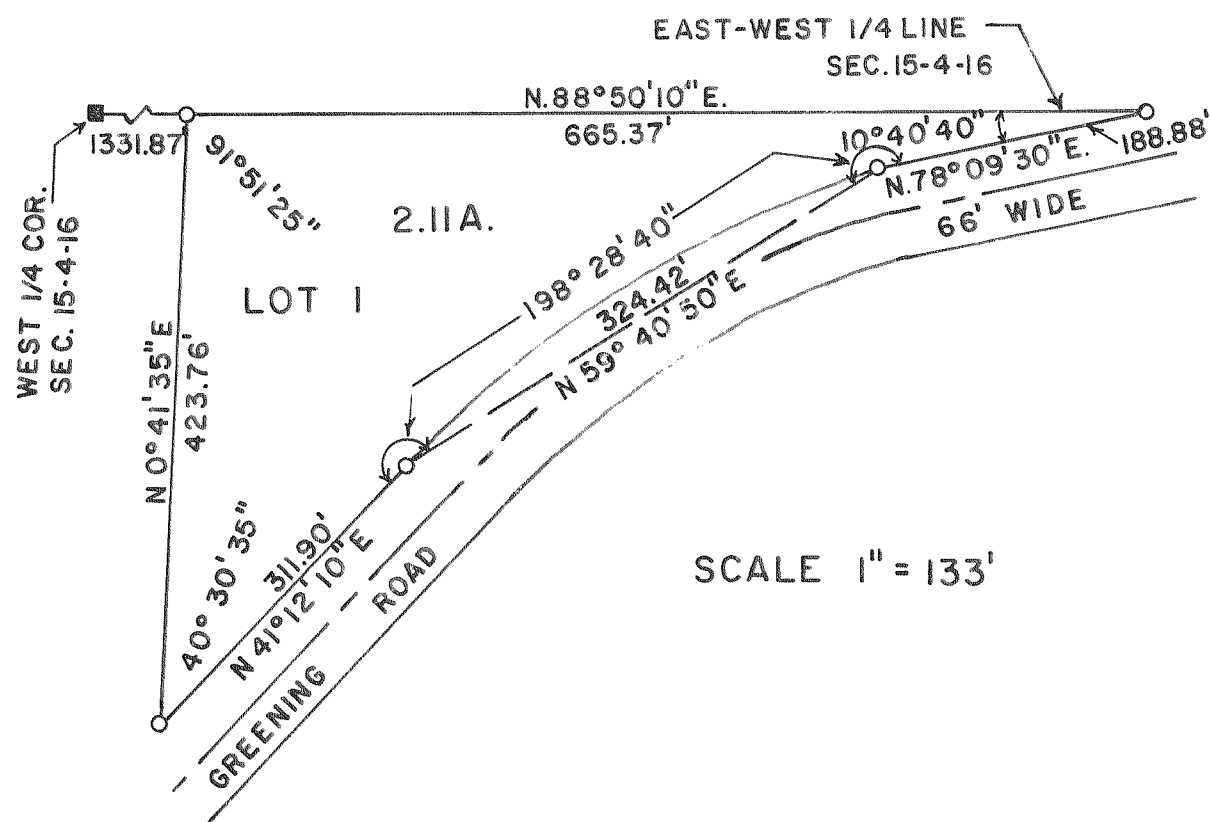 EAST-WEST 1/4 LINE
SEC. 15-4-16
N.88°50'10"E.
665.37'
1331.87
91°51'25"
10°40'40"
188.88'
N.78°09'30"E.
66' WIDE
WEST 1/4 COR.
SEC. 15-4-16
2.11A.
LOT 1
198° 28' 40"
324.42'
N 59° 40' 50" E
N 0°41'35"E
423.76'
40° 30' 35"
311.90'
N 41°12' 10" E
GREENING ROAD
SCALE 1" = 133'